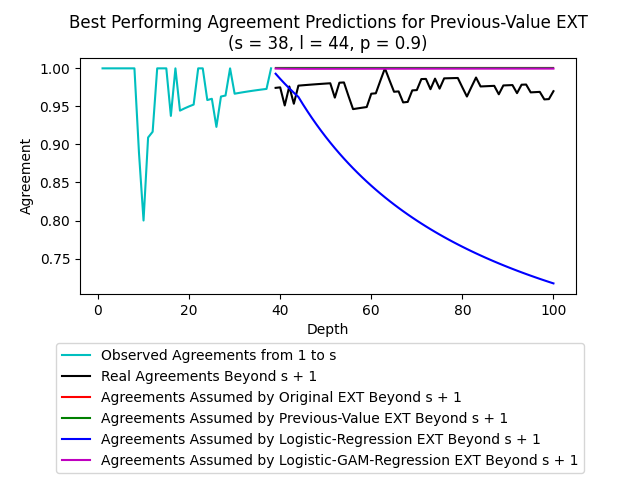 Best Performing Agreement Predictions for Previous-Value EXT
(s = 38, l = 44, p = 0.9)
1.00
0.95
0.90
0.85
0.80
0.75
Agreement
0 20 40 60 80 100
Depth
Observed Agreements from 1 to s
Real Agreements Beyond s + 1
Agreements Assumed by Original EXT Beyond s + 1
Agreements Assumed by Previous-Value EXT Beyond s + 1
Agreements Assumed by Logistic-Regression EXT Beyond s + 1
Agreements Assumed by Logistic-GAM-Regression EXT Beyond s + 1